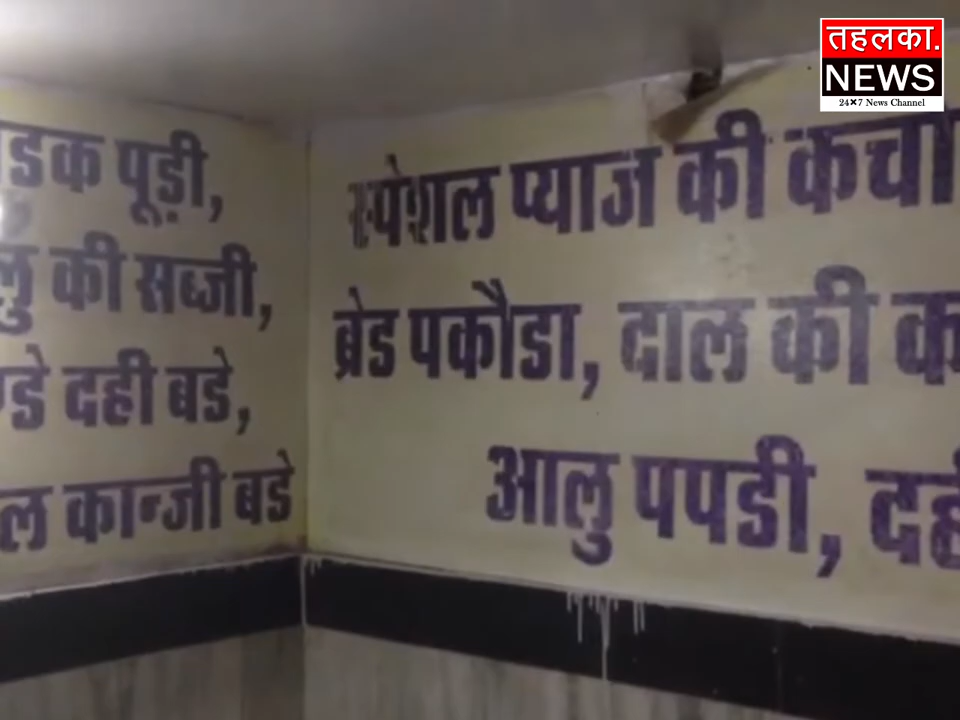 तहलका.
NEWS
24×7 News Channel
पूड़ी,
की सब्जी,
दही बडे,
कान्जी बडे
स्पेशल प्याज की
ब्रेड पकौडा, दाल की
आलु पपडी,